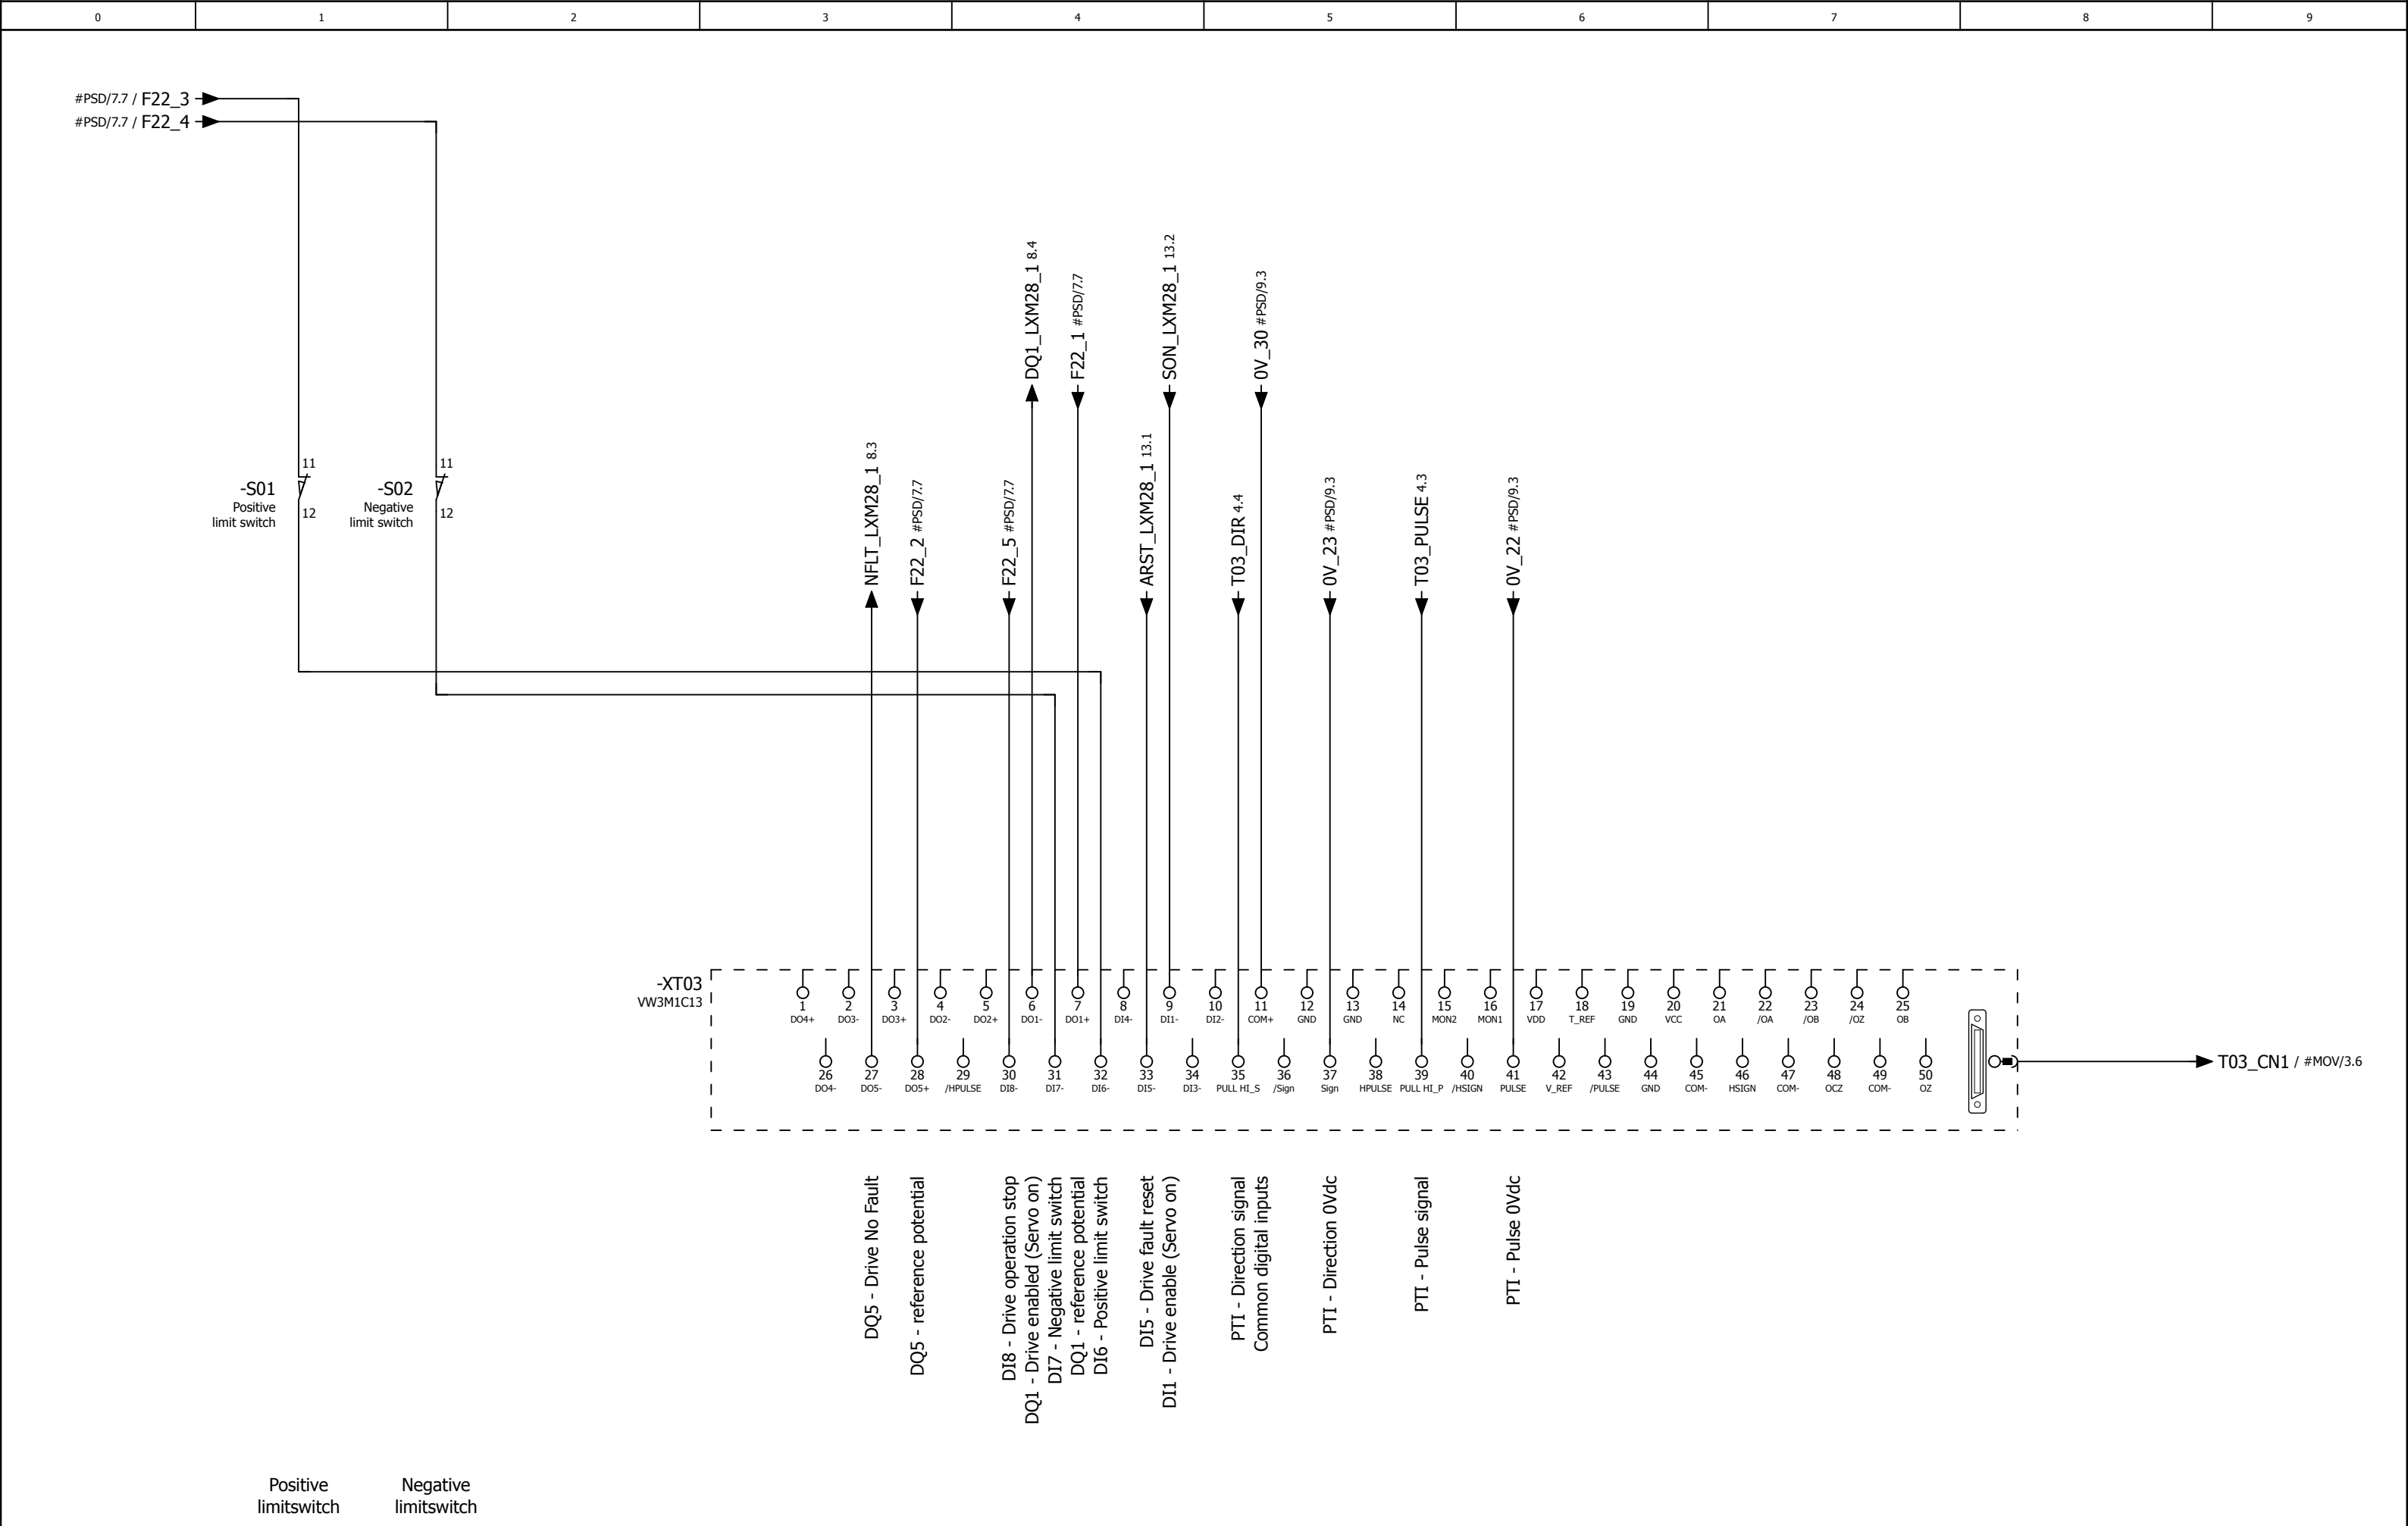 0 1 2 3 4 5 6 7 8 9
#PSD/7.7 / F22_3
#PSD/7.7 / F22_4
-S01
Positive
limit switch
11
12
-S02
Negative
limit switch
11
12
NFLT_LXM28_1 8.3
F22_2 #PSD/7.7
F22_5 #PSD/7.7
DQ1_LXM28_1 8.4
F22_1 #PSD/7.7
ARST_LXM28_1 13.1
SON_LXM28_1 13.2
T03_DIR 4.4
0V_30 #PSD/9.3
0V_23 #PSD/9.3
T03_PULSE 4.3
0V_22 #PSD/9.3
-XT03
VW3M1C13
1 2 3 4 5 6 7 8 9 10 11 12 13 14 15 16 17 18 19 20 21 22 23 24 25
DO4+ DO3- DO3+ DO2- DO2+ DO1- DO1+ DI4- DI1- DI2- COM+ GND GND NC MON2 MON1 VDD T_REF GND VCC OA /OA /OB /OZ OB
26 27 28 29 30 31 32 33 34 35 36 37 38 39 40 41 42 43 44 45 46 47 48 49 50
DO4- DO5- DO5+ /HPULSE DI8- DI7- DI6- DI5- DI3- PULL HI_S /Sign Sign HPULSE PULL HI_P /HSIGN PULSE V_REF /PULSE GND COM- HSIGN COM- OCZ COM- OZ
T03_CN1 / #MOV/3.6
DQ5 - Drive No Fault
DQ5 - reference potential
DI8 - Drive operation stop
DQ1 - Drive enabled (Servo on)
DI7 - Negative limit switch
DQ1 - reference potential
DI6 - Positive limit switch
DI5 - Drive fault reset
DI1 - Drive enable (Servo on)
PTI - Direction signal
Common digital inputs
PTI - Direction 0Vdc
PTI - Pulse signal
PTI - Pulse 0Vdc
Positive
limitswitch
Negative
limitswitch